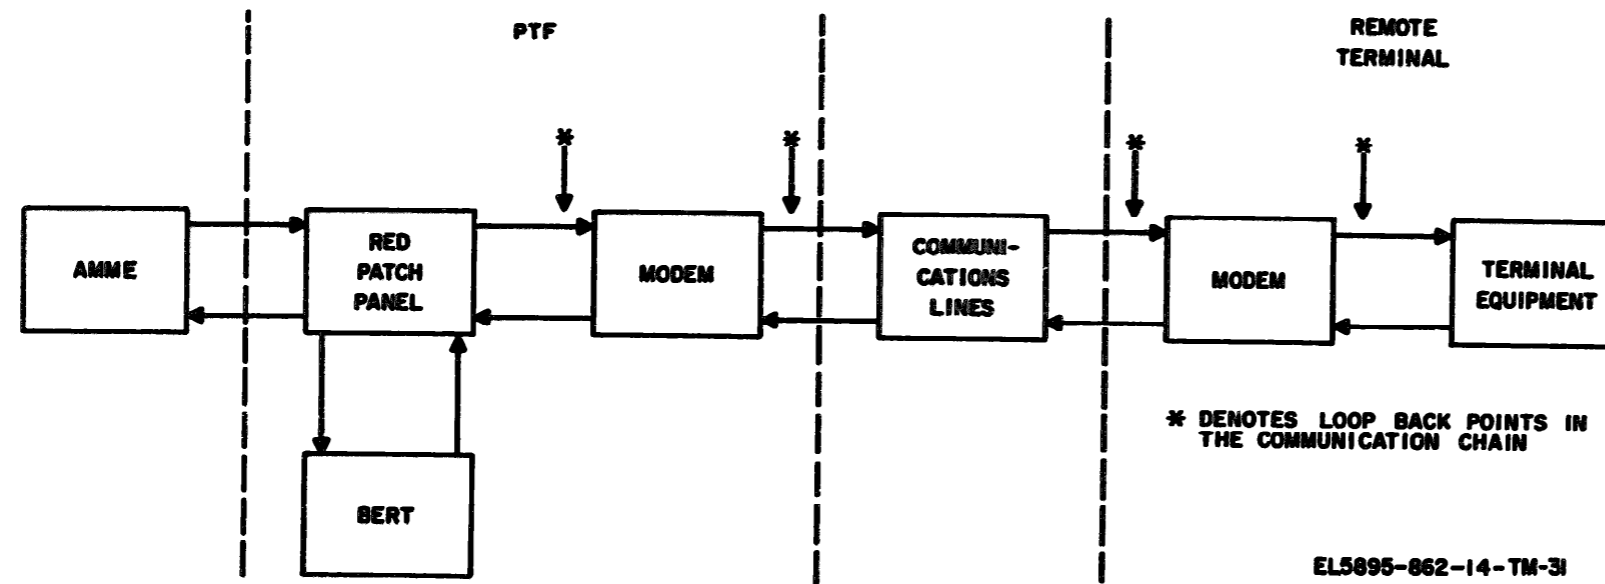 PTF
REMOTE
TERMINAL
*
*
*
*
AMME
RED
PATCH
PANEL
MODEM
COMMUNI-
CATIONS
LINES
MODEM
TERMINAL
EQUIPMENT
BERT
* DENOTES LOOP BACK POINTS IN
THE COMMUNICATION CHAIN
EL5895-862-14-TM-31